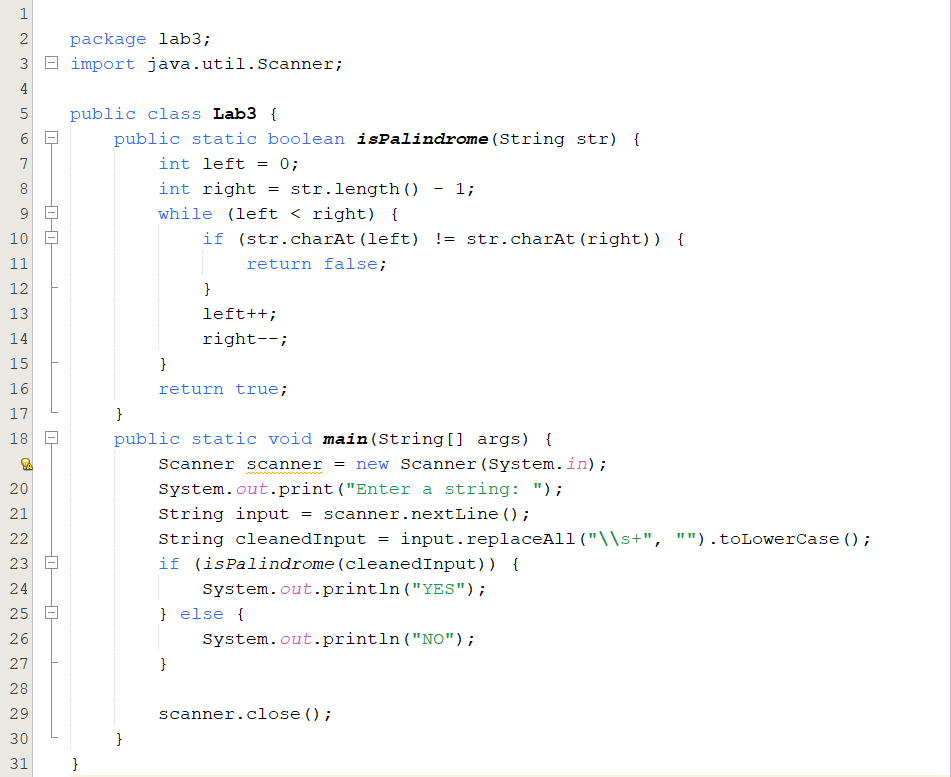 1
2 package lab3;
3 import java.util.Scanner;
4
5 public class Lab3 {
6     public static boolean isPalindrome(String str) {
7         int left = 0;
8         int right = str.length() - 1;
9         while (left < right) {
10             if (str.charAt(left) != str.charAt(right)) {
11                 return false;
12             }
13             left++;
14             right--;
15         }
16         return true;
17     }
18     public static void main(String[] args) {
        Scanner scanner = new Scanner(System.in);
20         System.out.print("Enter a string: ");
21         String input = scanner.nextLine();
22         String cleanedInput = input.replaceAll("\\s+", "").toLowerCase();
23         if (isPalindrome(cleanedInput)) {
24             System.out.println("YES");
25         } else {
26             System.out.println("NO");
27         }
28
29         scanner.close();
30     }
31 }